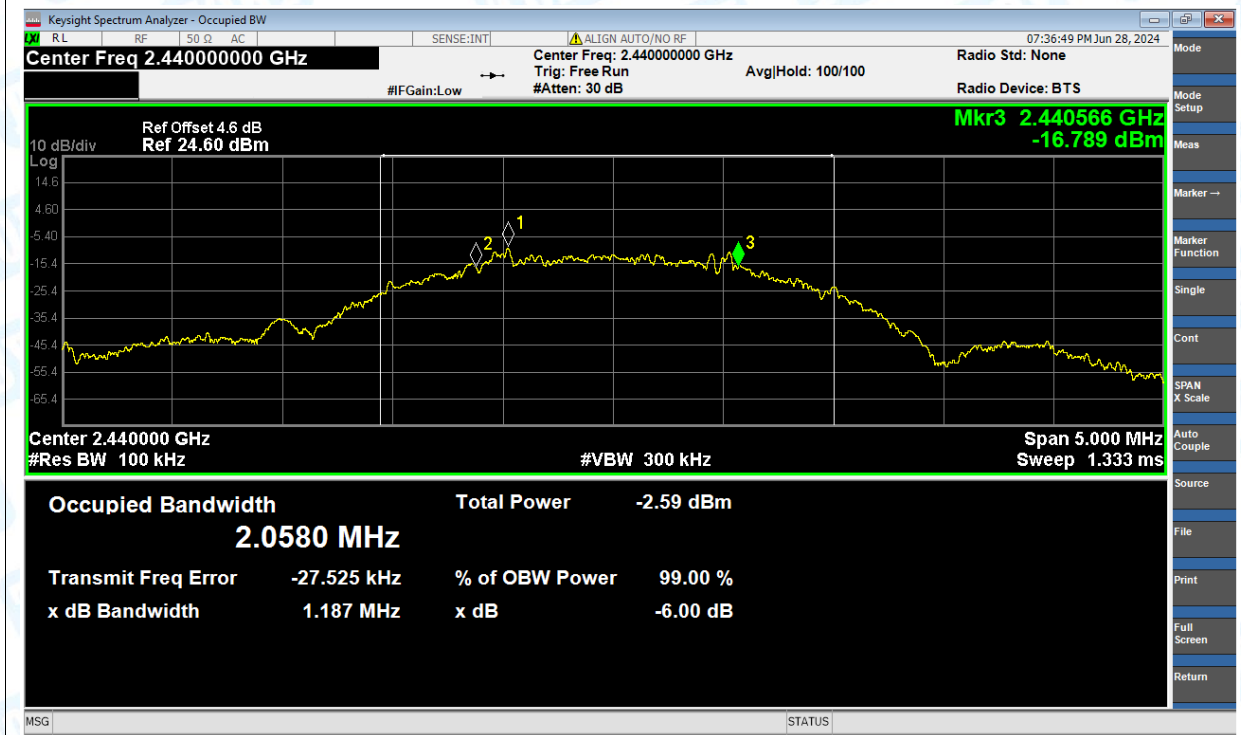 Keysight Spectrum Analyzer - Occupied BW
LXI RL RF 50 Ω AC SENSE:INT ALIGN AUTO/NO RF 07:36:49 PM Jun 28, 2024
Center Freq 2.440000000 GHz
Center Freq: 2.440000000 GHz
Radio Std: None
Trig: Free Run
Avg|Hold: 100/100
#IFGain:Low
#Atten: 30 dB
Radio Device: BTS
Mkr3 2.440566 GHz
-16.789 dBm
Ref Offset 4.6 dB
10 dB/div
Ref 24.60 dBm
Log
14.6
4.60
-5.40
-15.4
-25.4
-35.4
-45.4
-55.4
-65.4
1
2
3
Center 2.440000 GHz
Span 5.000 MHz
#Res BW 100 kHz
#VBW 300 kHz
Sweep 1.333 ms
Occupied Bandwidth
Total Power -2.59 dBm
2.0580 MHz
Transmit Freq Error -27.525 kHz
% of OBW Power 99.00 %
x dB Bandwidth 1.187 MHz
x dB -6.00 dB
Mode
Mode
Setup
Meas
Marker →
Marker
Function
Single
Cont
SPAN
X Scale
Auto
Couple
Source
File
Print
Full
Screen
Return
MSG
STATUS